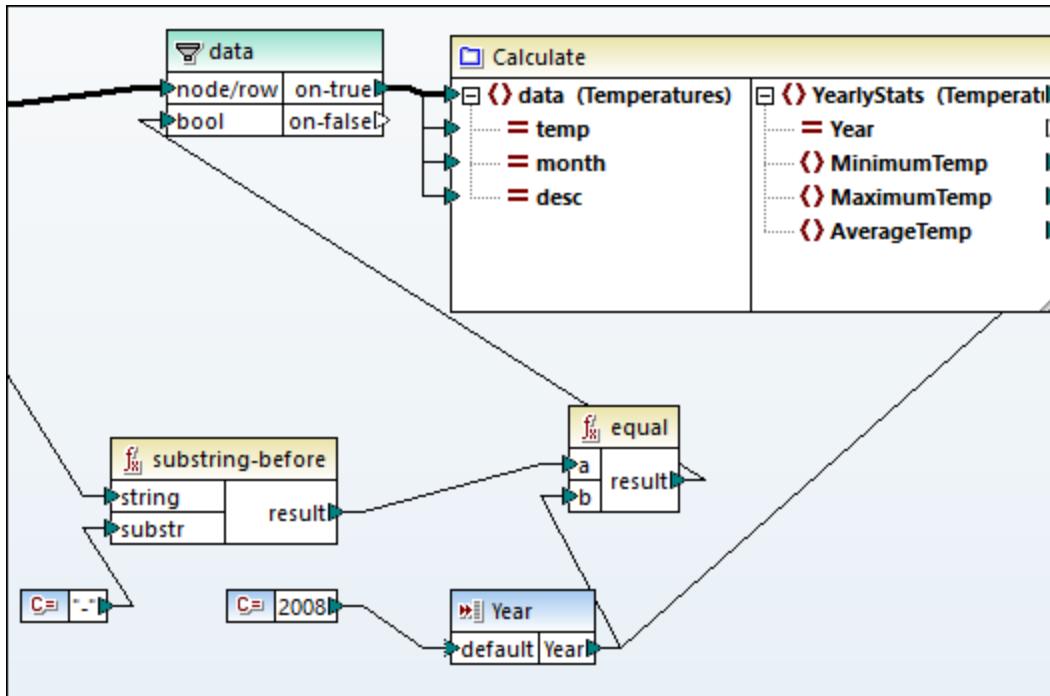 data
node/row on-true
bool on-false
Calculate
data (Temperatures)
temp
month
desc
YearlyStats
Year
MinimumTemp
MaximumTemp
AverageTemp
equal
a
b
result
substring-before
string
substr
result
C= "-"
C= 2008
Year
default Year